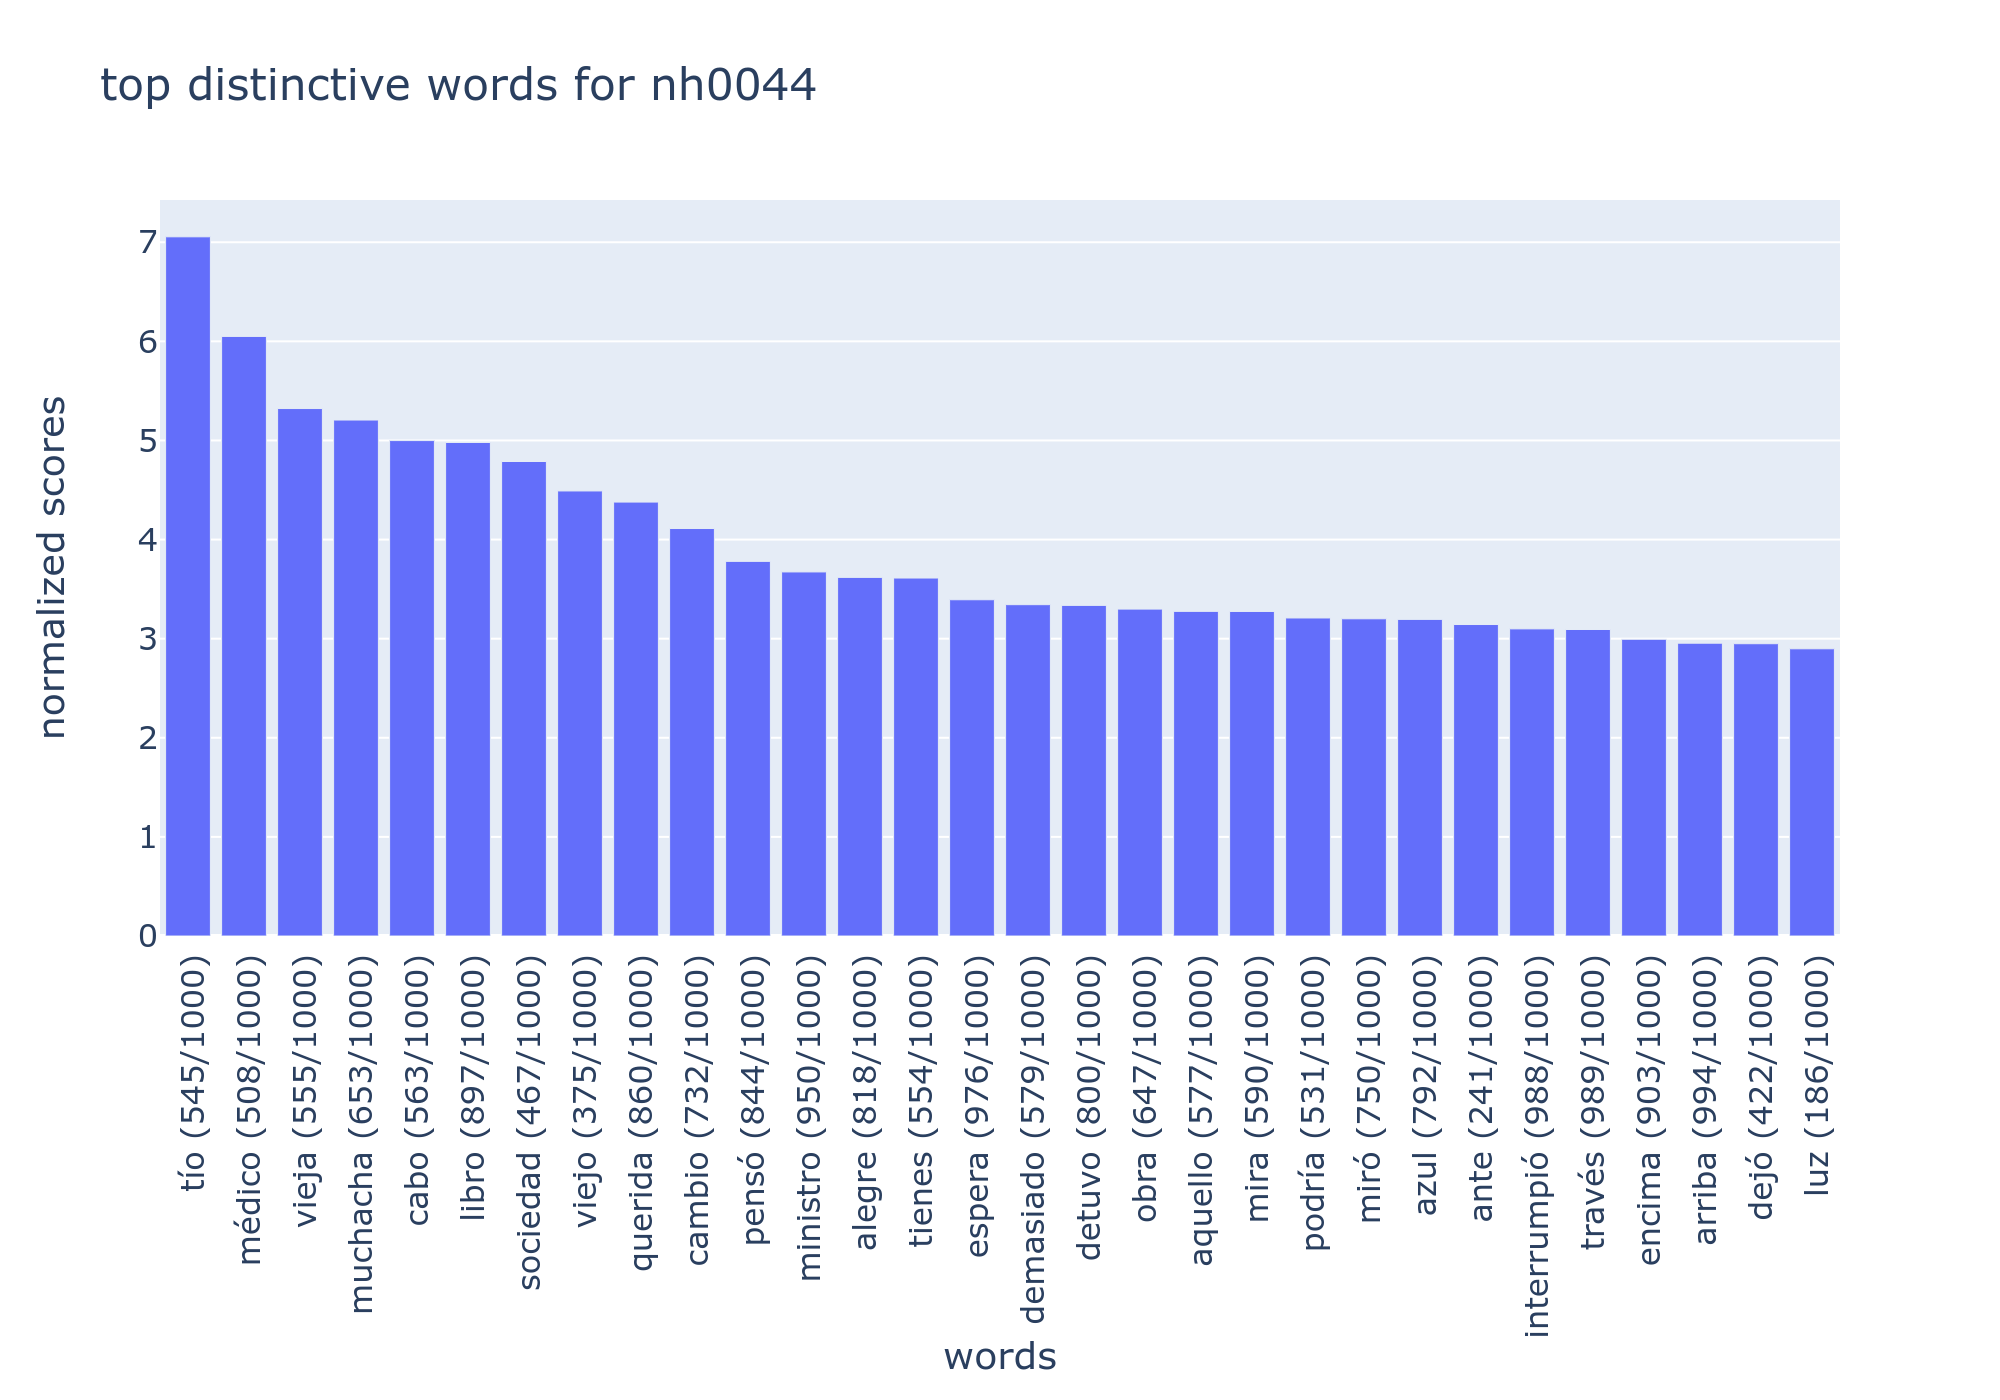 top distinctive words for nh0044
normalized scores
7
6
5
4
3
2
1
0
tío (545/1000)
médico (508/1000)
vieja (555/1000)
muchacha (653/1000)
cabo (563/1000)
libro (897/1000)
sociedad (467/1000)
viejo (375/1000)
querida (860/1000)
cambio (732/1000)
pensó (844/1000)
ministro (950/1000)
alegre (818/1000)
tienes (554/1000)
espera (976/1000)
demasiado (579/1000)
detuvo (800/1000)
obra (647/1000)
aquello (577/1000)
mira (590/1000)
podría (531/1000)
miró (750/1000)
azul (792/1000)
ante (241/1000)
interrumpió (988/1000)
través (989/1000)
encima (903/1000)
arriba (994/1000)
dejó (422/1000)
luz (186/1000)
words